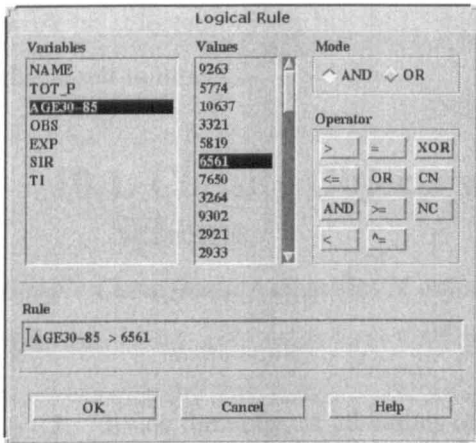 Logical Rule
Variables
NAME
TOT_P
AGE30-85
OBS
EXP
SIR
TI
Values
9263
5774
10637
3321
5819
6561
7650
3264
9302
2921
2933
Mode
AND OR
Operator
> = XOR
<= OR CN
AND >= NC
< ^=
Rule
AGE30-85 > 6561
OK Cancel Help